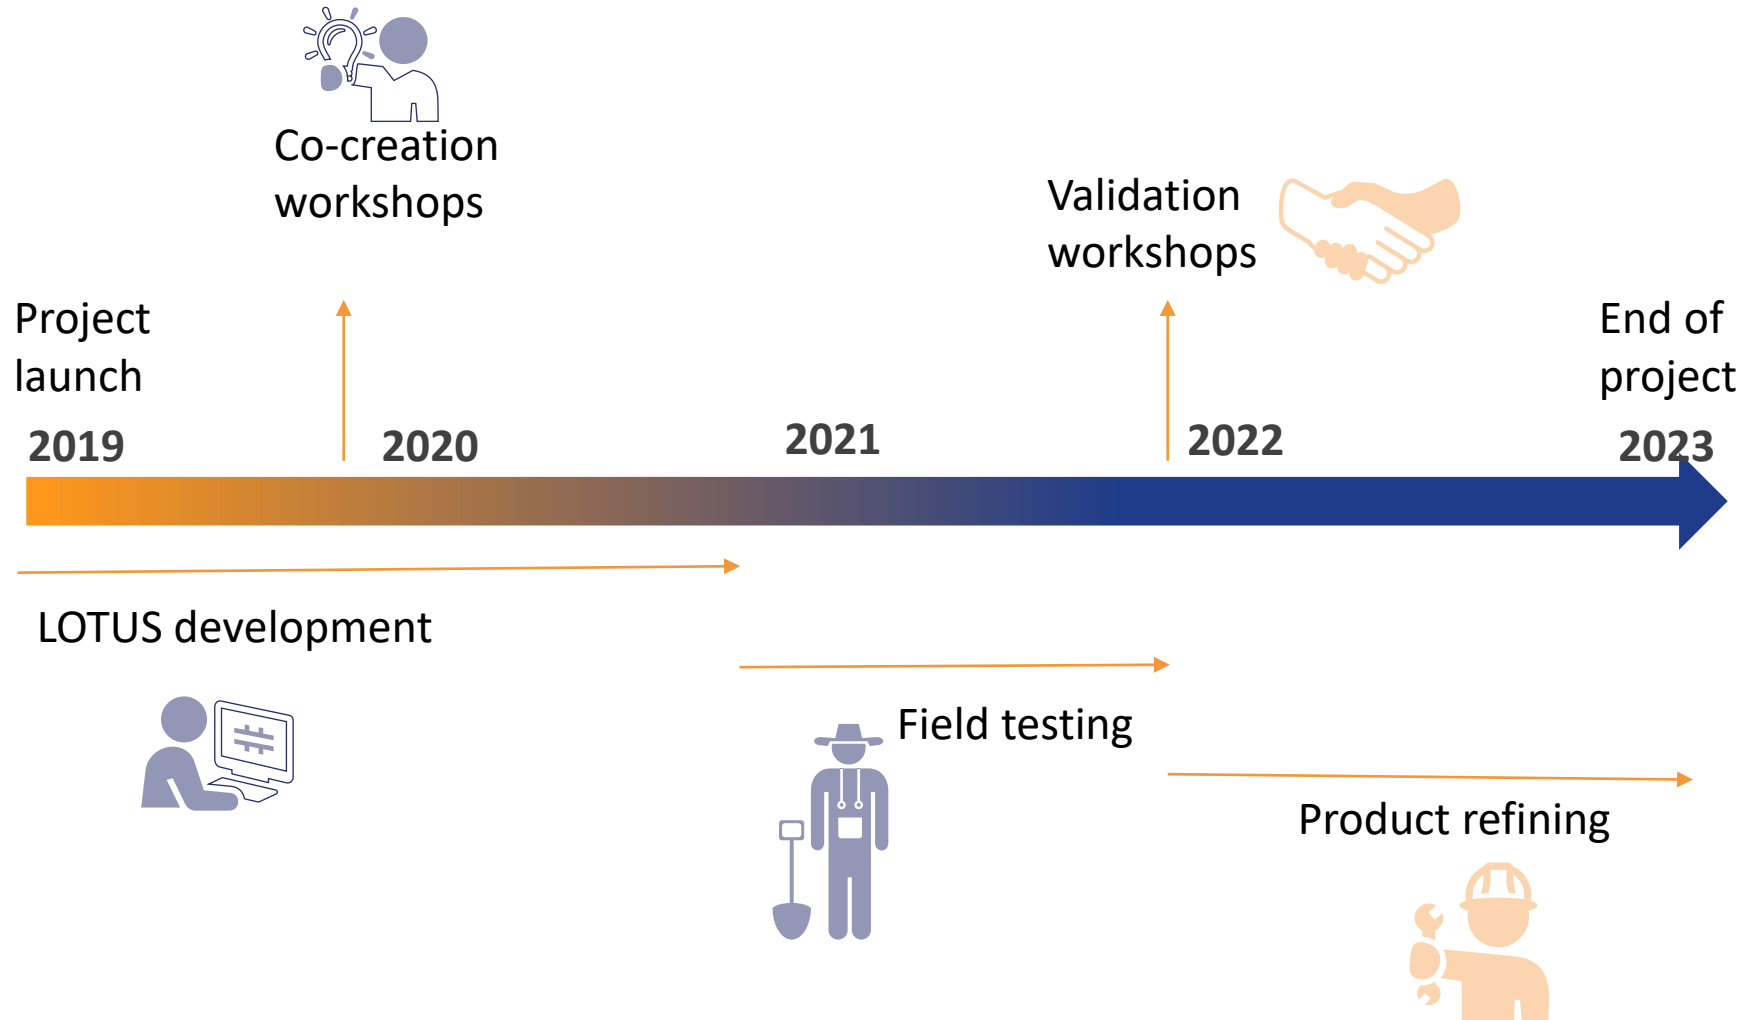 Co-creation
workshops
Validation
workshops
Project
launch
End of
project
2019
2020
2021
2022
2023
LOTUS development
Field testing
Product refining